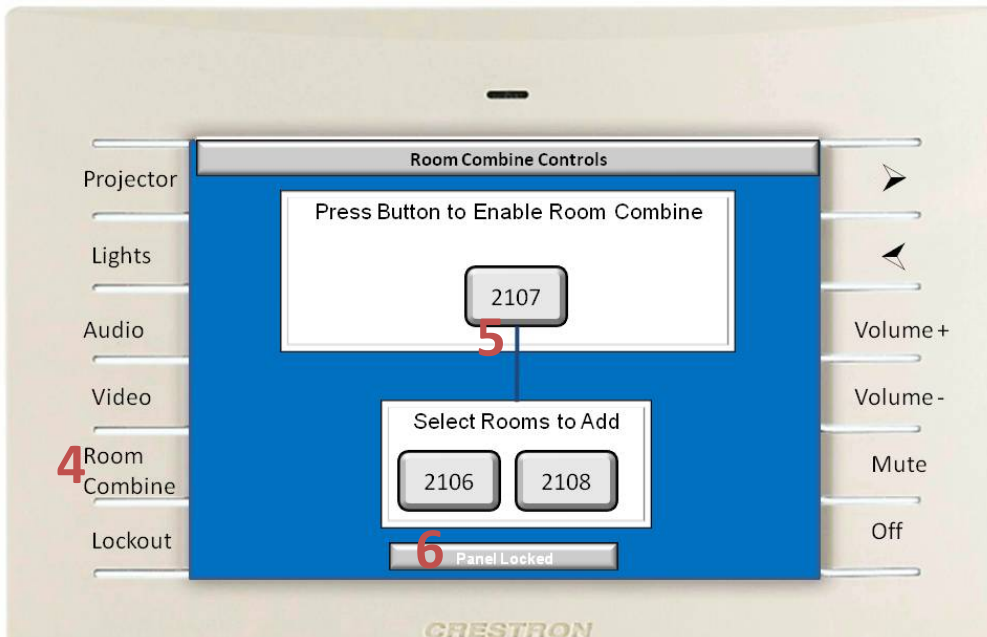 Room Combine Controls
Projector
Press Button to Enable Room Combine
Lights
2107
5
Audio
Volume +
Video
Volume -
Select Rooms to Add
4
Room
Combine
2106
2108
Mute
Lockout
Off
6
Panel Locked
CRESTRON